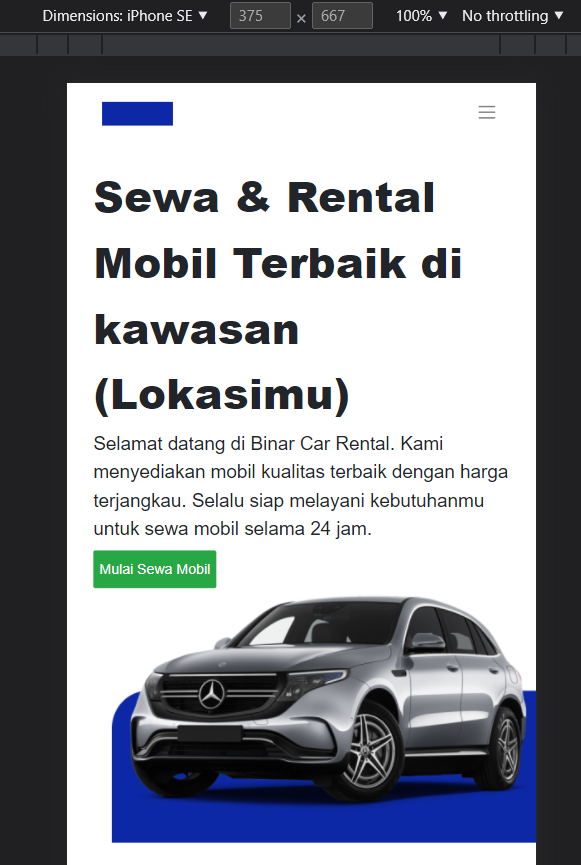 Dimensions: iPhone SE ▼ 375 × 667 100% ▼ No throttling ▼
Sewa & Rental
Mobil Terbaik di
kawasan
(Lokasimu)
Selamat datang di Binar Car Rental. Kami
menyediakan mobil kualitas terbaik dengan harga
terjangkau. Selalu siap melayani kebutuhanmu
untuk sewa mobil selama 24 jam.
Mulai Sewa Mobil